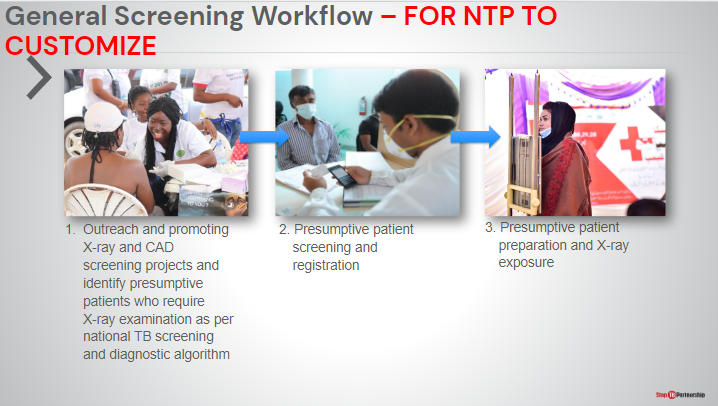 General Screening Workflow – FOR NTP TO
CUSTOMIZE
1. Outreach and promoting
X-ray and CAD
screening projects and
identify presumptive
patients who require
X-ray examination as per
national TB screening
and diagnostic algorithm
2. Presumptive patient
screening and
registration
3. Presumptive patient
preparation and X-ray
exposure
Stop TB Partnership